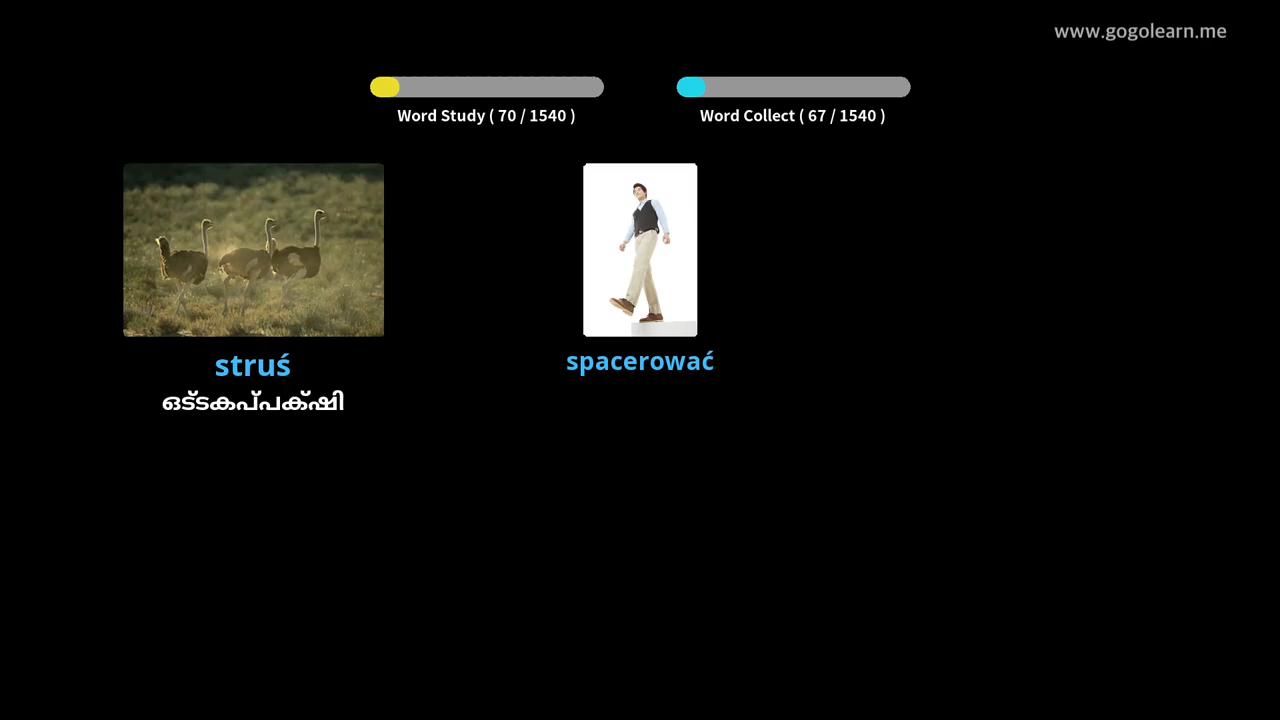 www.gogolearn.me
Word Study ( 70 / 1540 )
Word Collect ( 67 / 1540 )
struś
ഒട്ടകപ്പക്ഷി
spacerować